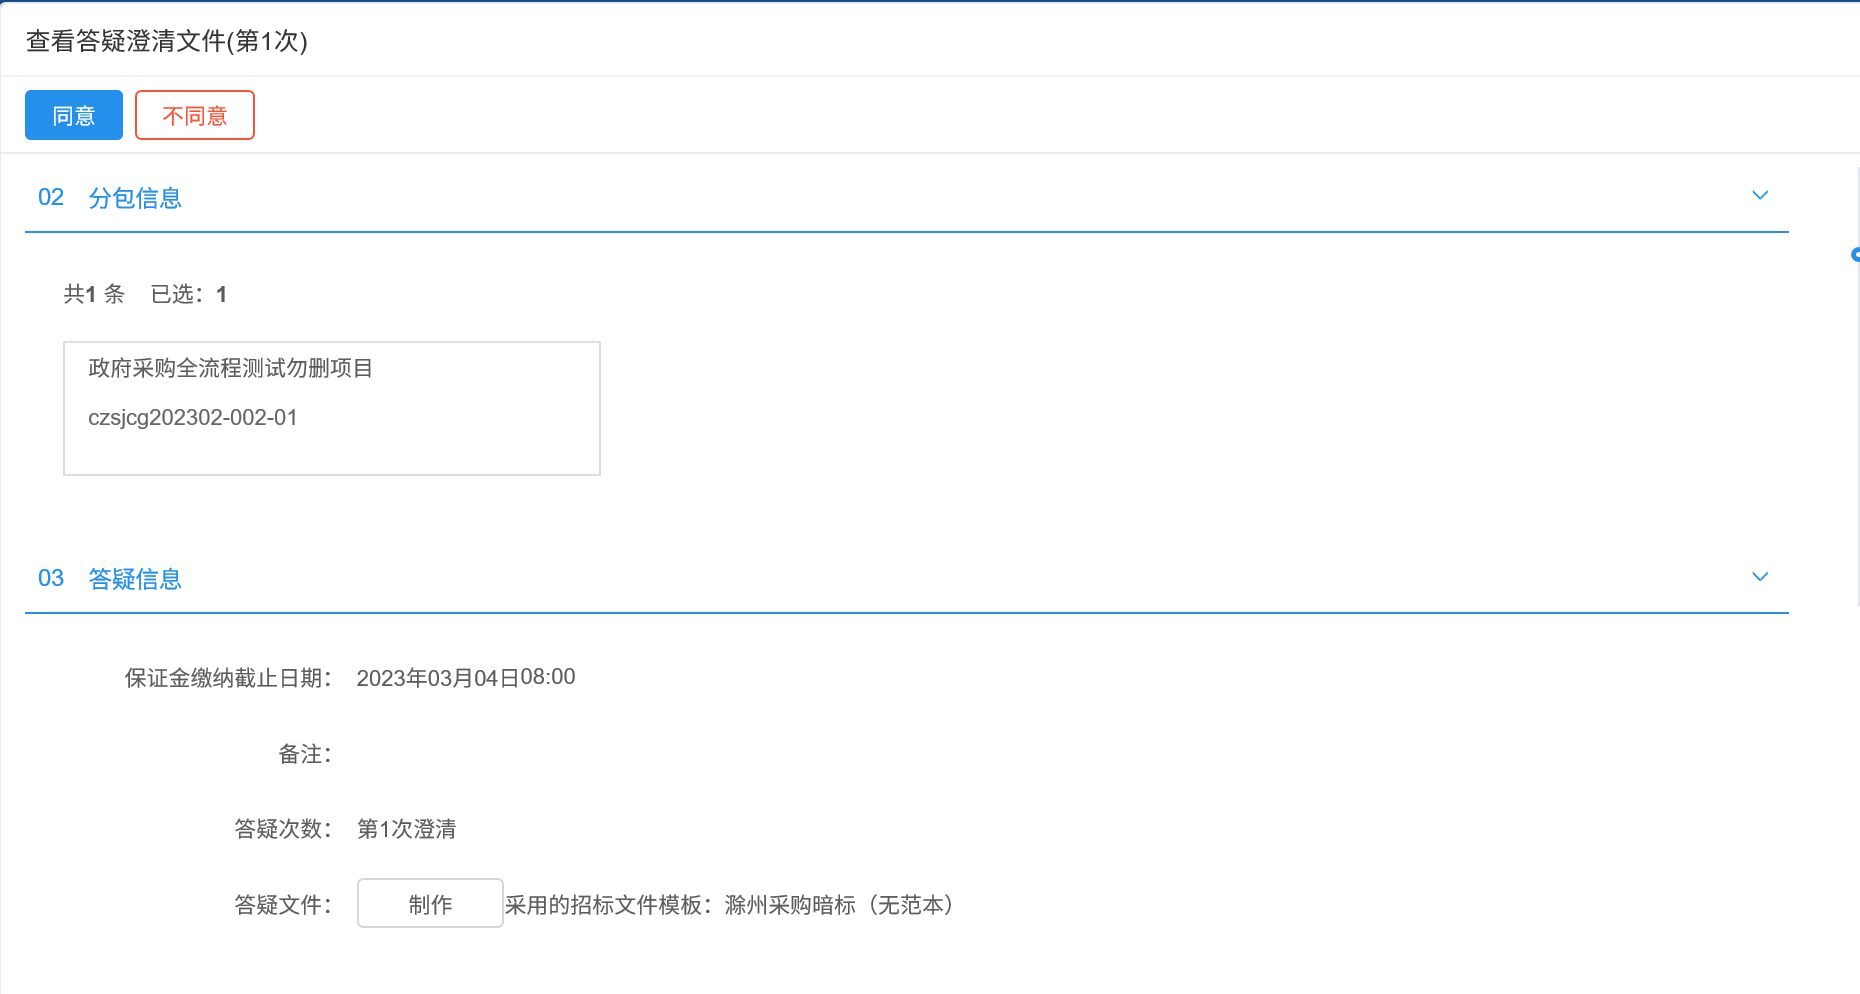 查看答疑澄清文件(第1次)
同意 不同意
02 分包信息
共1 条 已选：1
政府采购全流程测试勿删项目
czsjcg202302-002-01
03 答疑信息
保证金缴纳截止日期： 2023年03月04日08:00
备注：
答疑次数： 第1次澄清
答疑文件： 制作 采用的招标文件模板：滁州采购暗标（无范本）